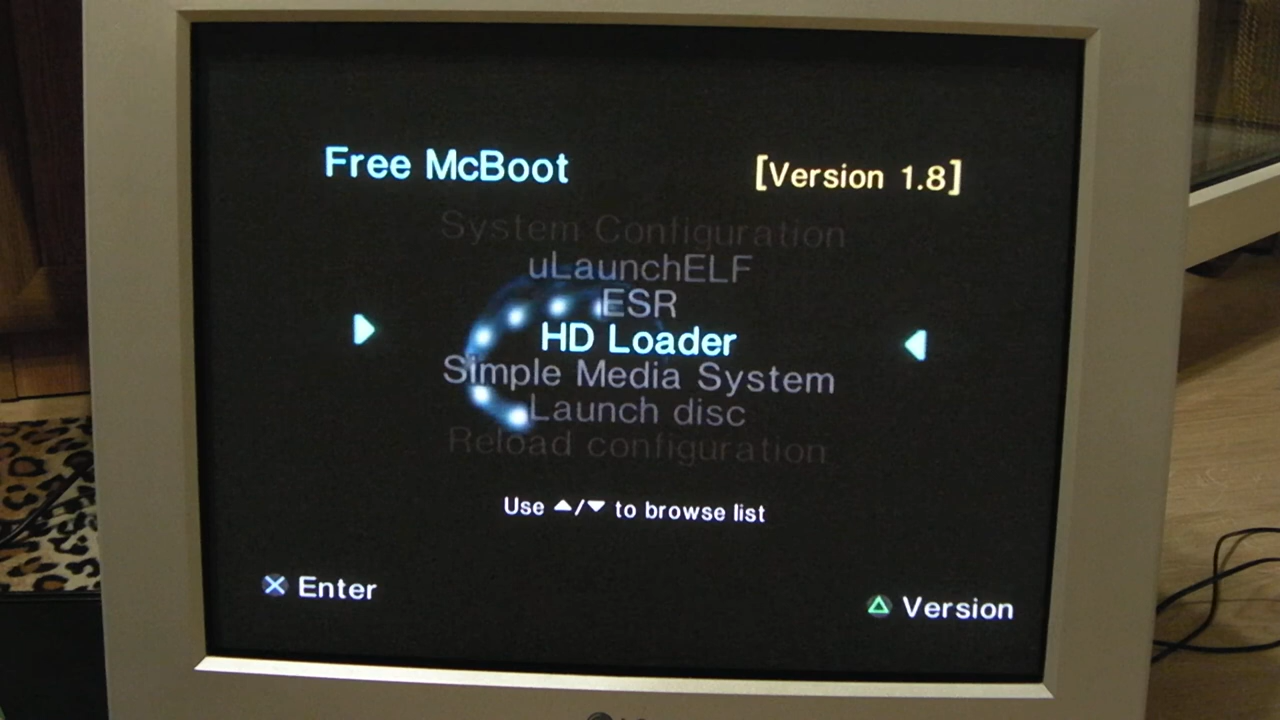 Free McBoot
[Version 1.8]
System Configuration
uLaunchELF
ESR
HD Loader
Simple Media System
Launch disc
Reload configuration
Use ▲/▼ to browse list
Enter
Version